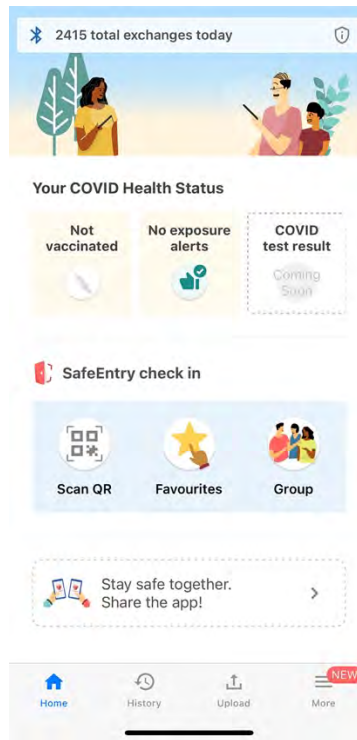 2415 total exchanges today
Your COVID Health Status
Not
vaccinated
No exposure
alerts
COVID
test result
Coming
Soon
SafeEntry check in
Scan QR
Favourites
Group
Stay safe together.
Share the app!
Home
History
Upload
NEW
More